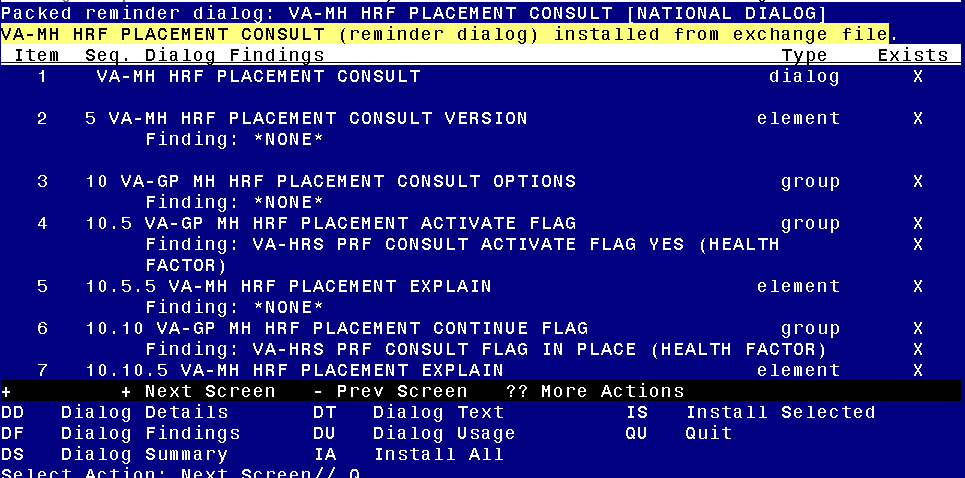 Packed reminder dialog: VA-MH HRF PLACEMENT CONSULT [NATIONAL DIALOG]
VA-MH HRF PLACEMENT CONSULT (reminder dialog) installed from exchange file.
Item Seq. Dialog Findings Type Exists
1 VA-MH HRF PLACEMENT CONSULT dialog X
2 5 VA-MH HRF PLACEMENT CONSULT VERSION element X
Finding: *NONE*
3 10 VA-GP MH HRF PLACEMENT CONSULT OPTIONS group X
Finding: *NONE*
4 10.5 VA-GP MH HRF PLACEMENT ACTIVATE FLAG group X
Finding: VA-HRS PRF CONSULT ACTIVATE FLAG YES (HEALTH X
FACTOR)
5 10.5.5 VA-MH HRF PLACEMENT EXPLAIN element X
Finding: *NONE*
6 10.10 VA-GP MH HRF PLACEMENT CONTINUE FLAG group X
Finding: VA-HRS PRF CONSULT FLAG IN PLACE (HEALTH FACTOR) X
7 10.10.5 VA-MH HRF PLACEMENT EXPLAIN element X
+ + Next Screen - Prev Screen ?? More Actions
DD Dialog Details DT Dialog Text IS Install Selected
DF Dialog Findings DU Dialog Usage QU Quit
DS Dialog Summary IA Install All
Select Action: Next Screen// Q